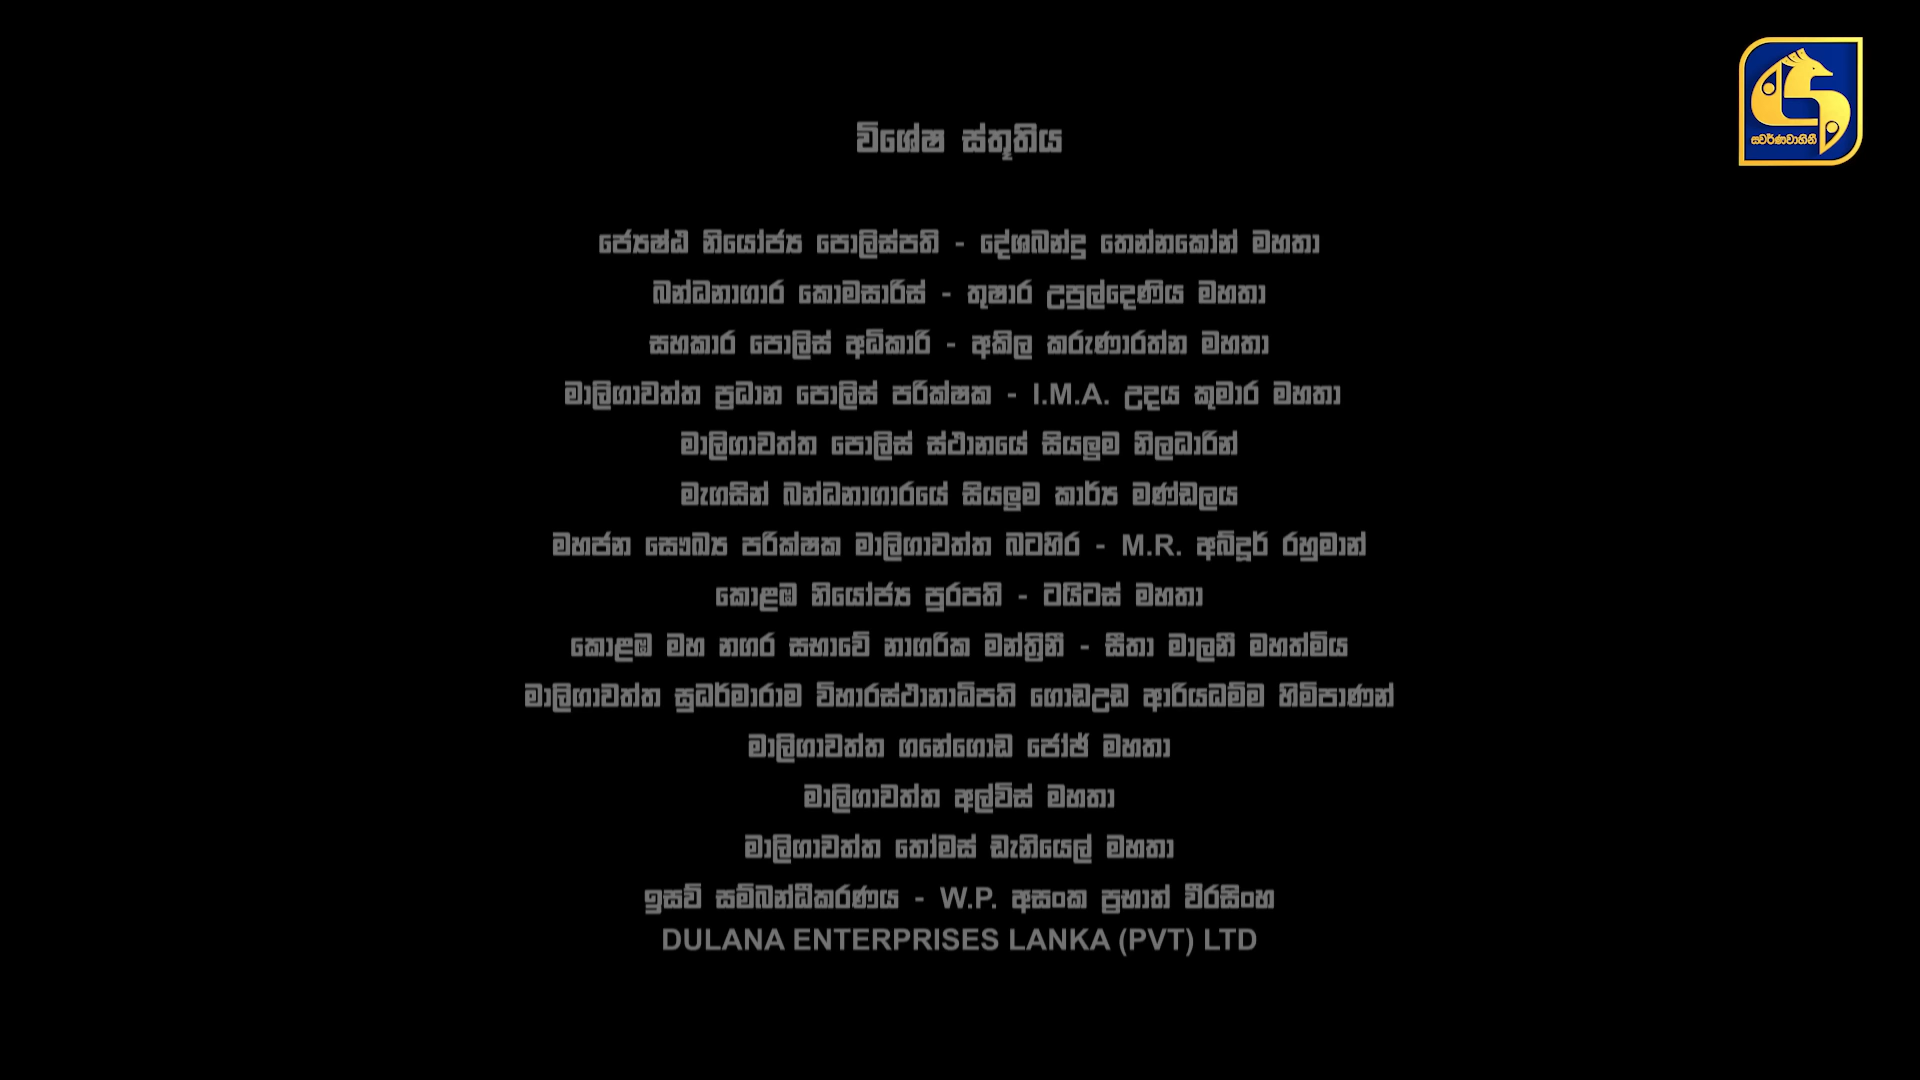 ස්වර්ණවාහිනී
විශේෂ ස්තූතිය
ජ්‍යෙෂ්ඨ නියෝජ්‍ය පොලිස්පති - දේශබන්දු තෙන්නකෝන් මහතා
බන්ධනාගාර කොමසාරිස් - තුෂාර උපුල්දෙණිය මහතා
සහකාර පොලිස් අධිකාරි - අකිල කරුණාරත්න මහතා
මාලිගාවත්ත ප්‍රධාන පොලිස් පරික්ෂක - I.M.A. උදය කුමාර මහතා
මාලිගාවත්ත පොලිස් ස්ථානයේ සියලුම නිලධාරින්
මැගසින් බන්ධනාගාරයේ සියලුම කාර්ය මණ්ඩලය
මහජන සෞඛ්‍ය පරික්ෂක මාලිගාවත්ත බටහිර - M.R. අබ්දූර් රහුමාන්
කොළඹ නියෝජ්‍ය පුරපති - ටයිටස් මහතා
කොළඹ මහ නගර සභාවේ නාගරික මන්ත්‍රිනී - සීතා මාලනී මහත්මිය
මාලිගාවත්ත සුධර්මාරාම විහාරස්ථානාධිපති ගොඩඋඩ ආරියධම්ම හිමිපාණන්
මාලිගාවත්ත ගනේගොඩ ජෝජ් මහතා
මාලිගාවත්ත අල්විස් මහතා
මාලිගාවත්ත තෝමස් ඩැනියෙල් මහතා
ඉසව් සම්බන්ධීකරණය - W.P. අසංක ප්‍රභාත් වීරසිංහ
DULANA ENTERPRISES LANKA (PVT) LTD